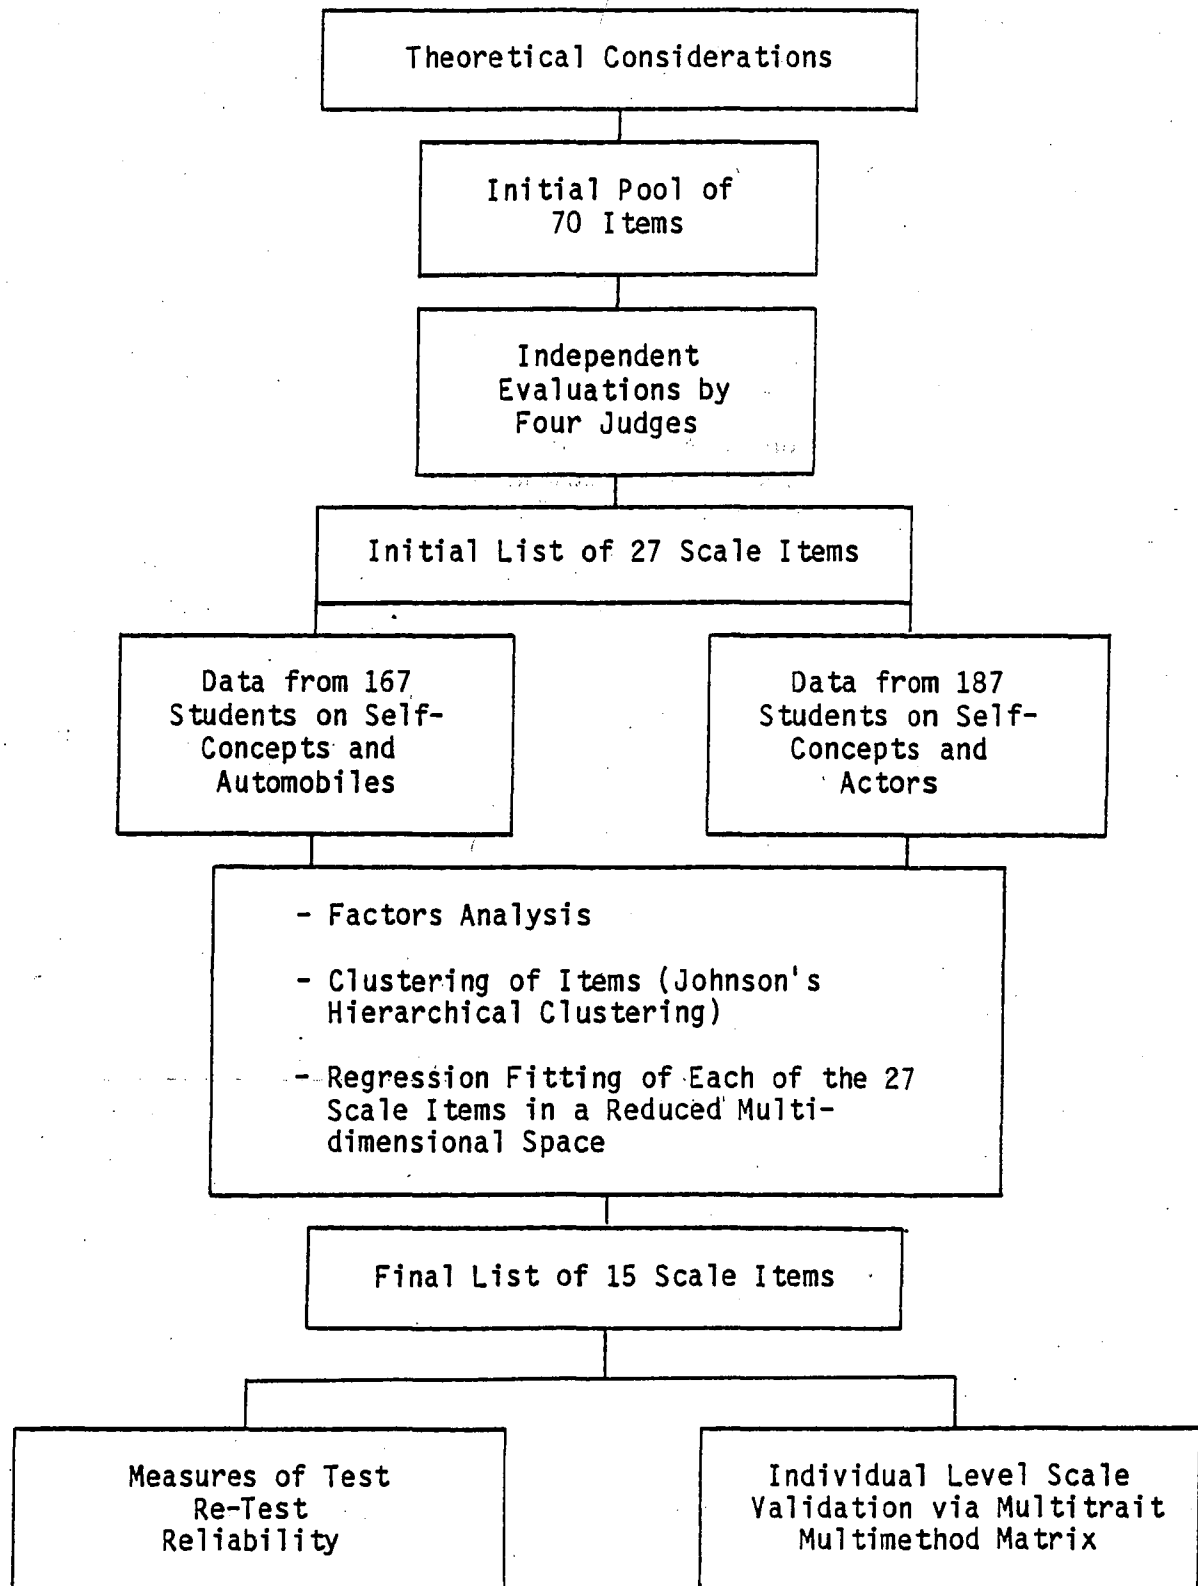 Theoretical Considerations
Initial Pool of
70 Items
Independent
Evaluations by
Four Judges
Initial List of 27 Scale Items
Data from 167
Students on Self-
Concepts and
Automobiles
Data from 187
Students on Self-
Concepts and
Actors
- Factors Analysis
- Clustering of Items (Johnson's
Hierarchical Clustering)
- Regression Fitting of Each of the 27
Scale Items in a Reduced Multi-
dimensional Space
Final List of 15 Scale Items
Measures of Test
Re-Test
Reliability
Individual Level Scale
Validation via Multitrait
Multimethod Matrix